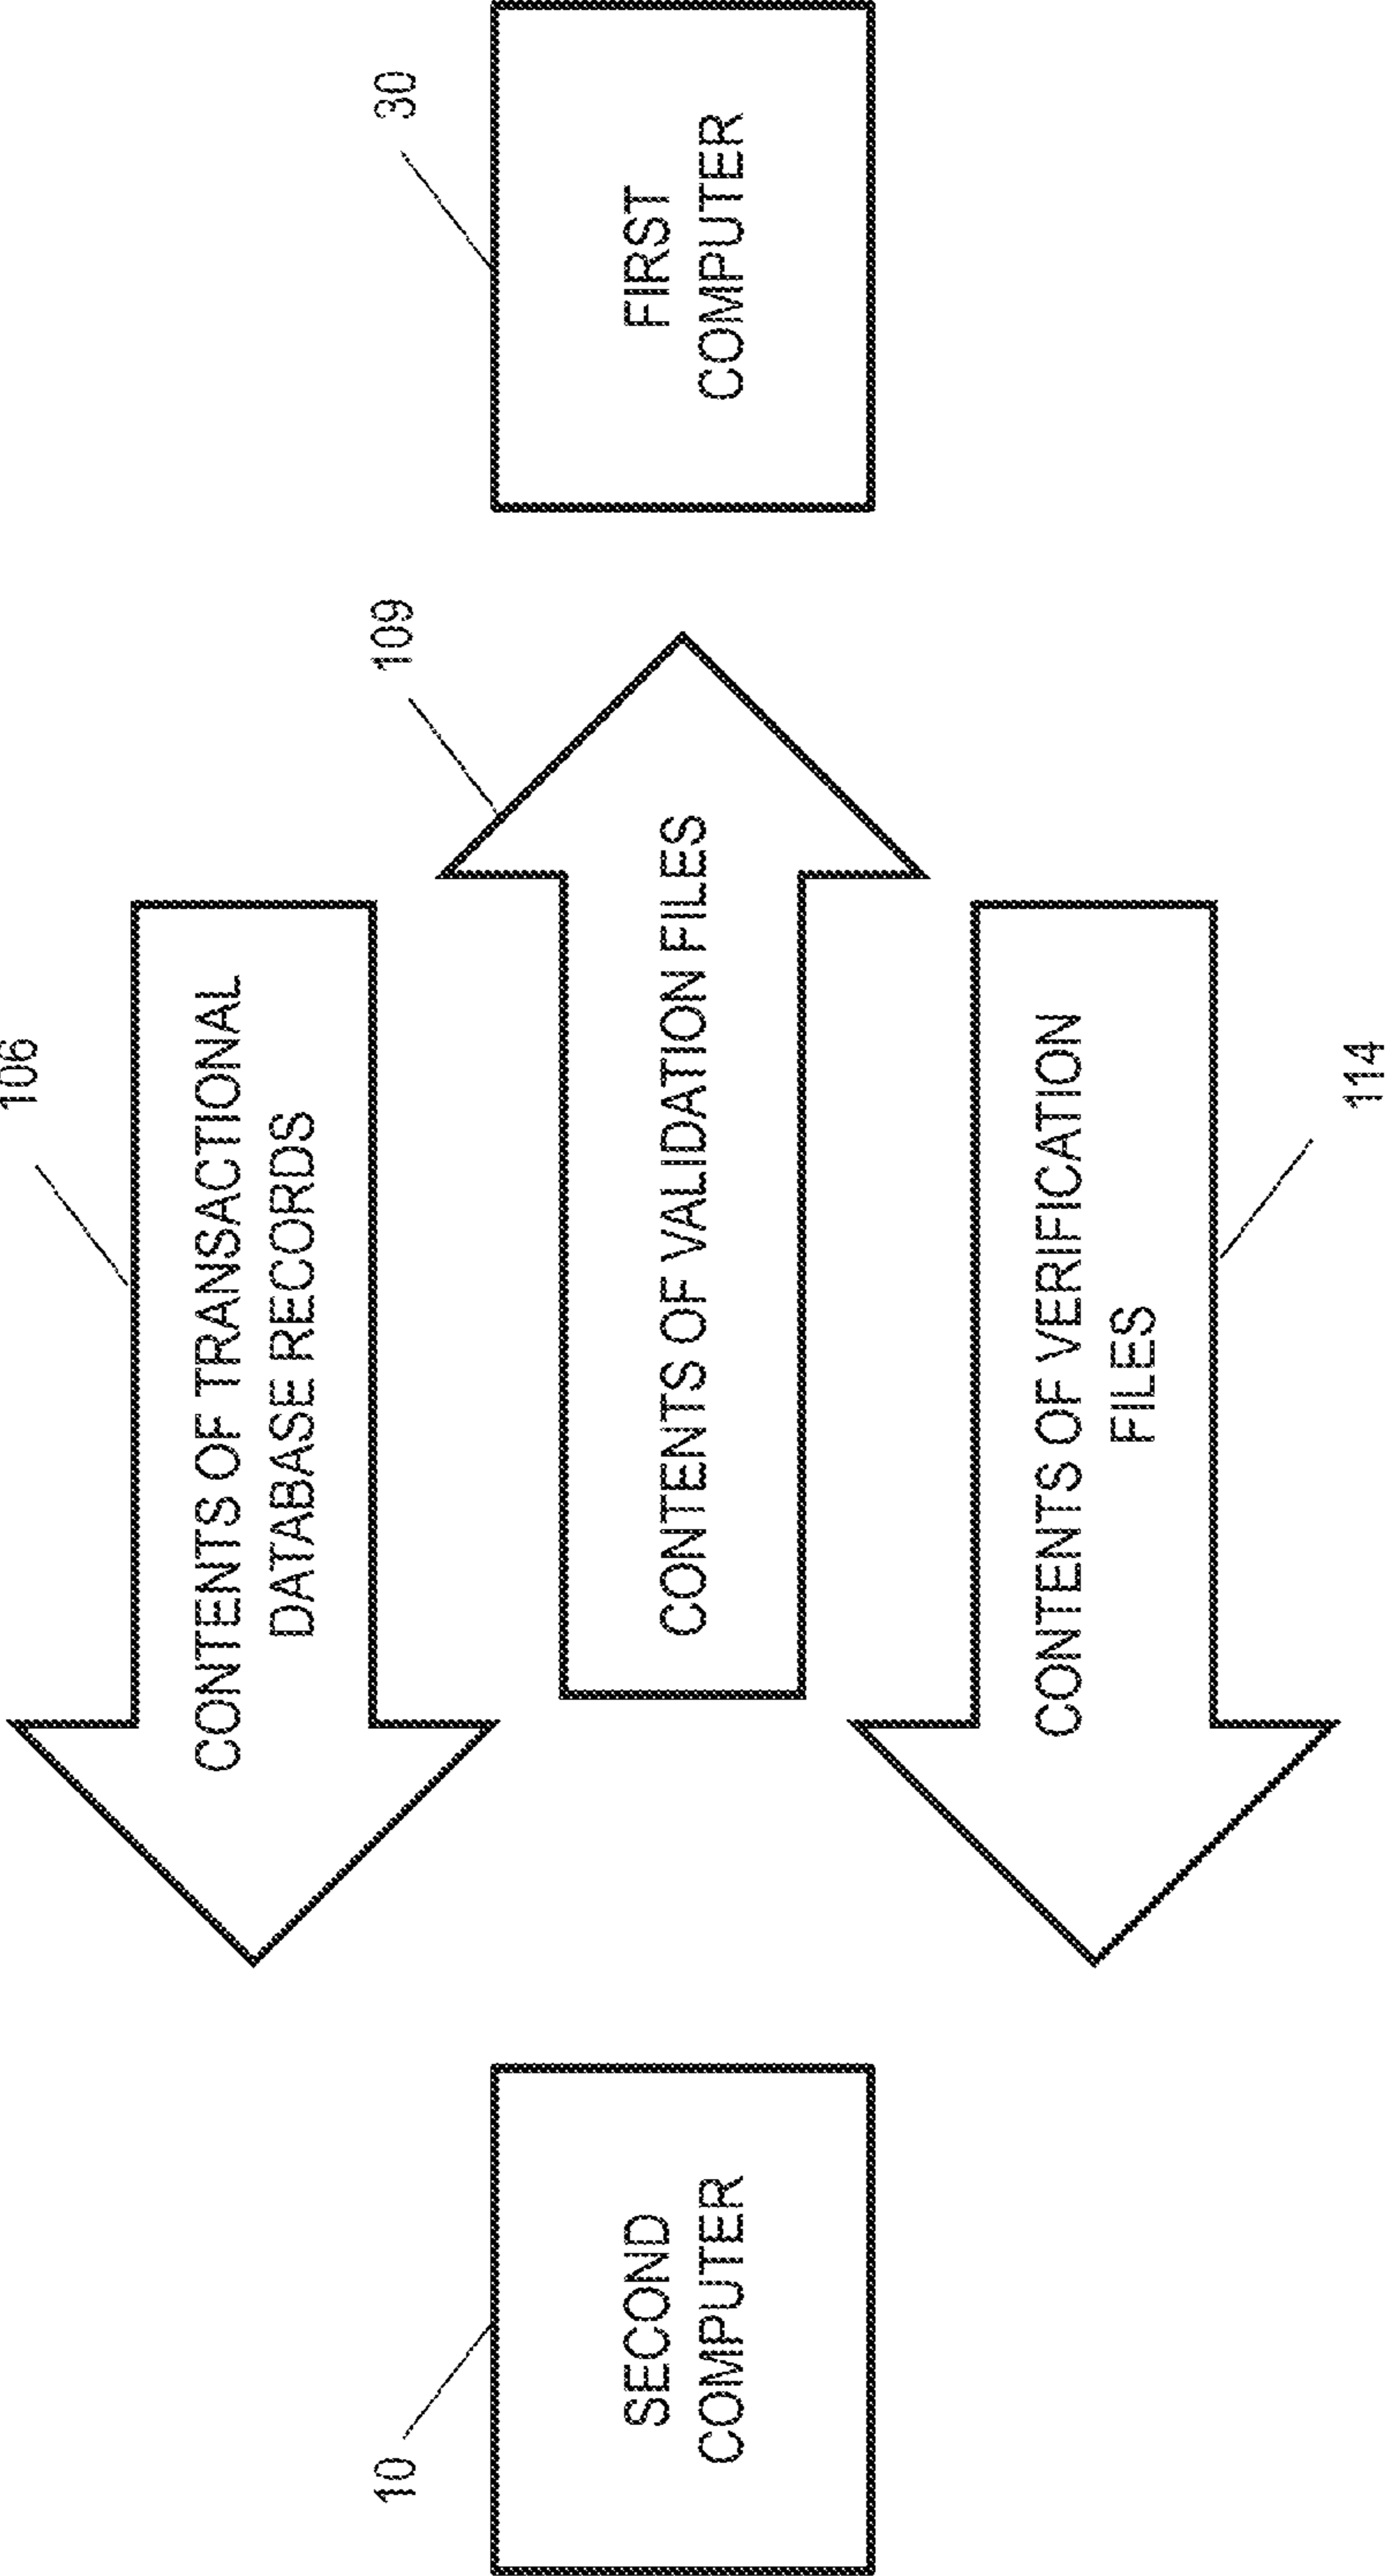 106
CONTENTS OF TRANSACTIONAL
DATABASE RECORDS
10
SECOND
COMPUTER
109
CONTENTS OF VALIDATION FILES
30
FIRST
COMPUTER
CONTENTS OF VERIFICATION
FILES
114